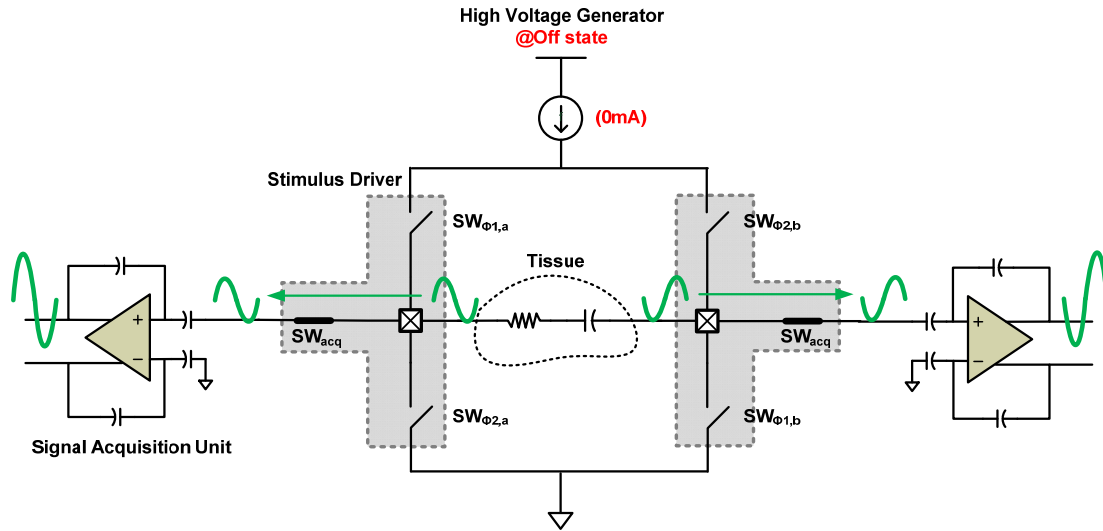 High Voltage Generator
@Off state
(0mA)
Stimulus Driver
SWΦ1,a
SWΦ2,b
Tissue
+
−
SWacq
SWacq
+
−
SWΦ2,a
SWΦ1,b
Signal Acquisition Unit